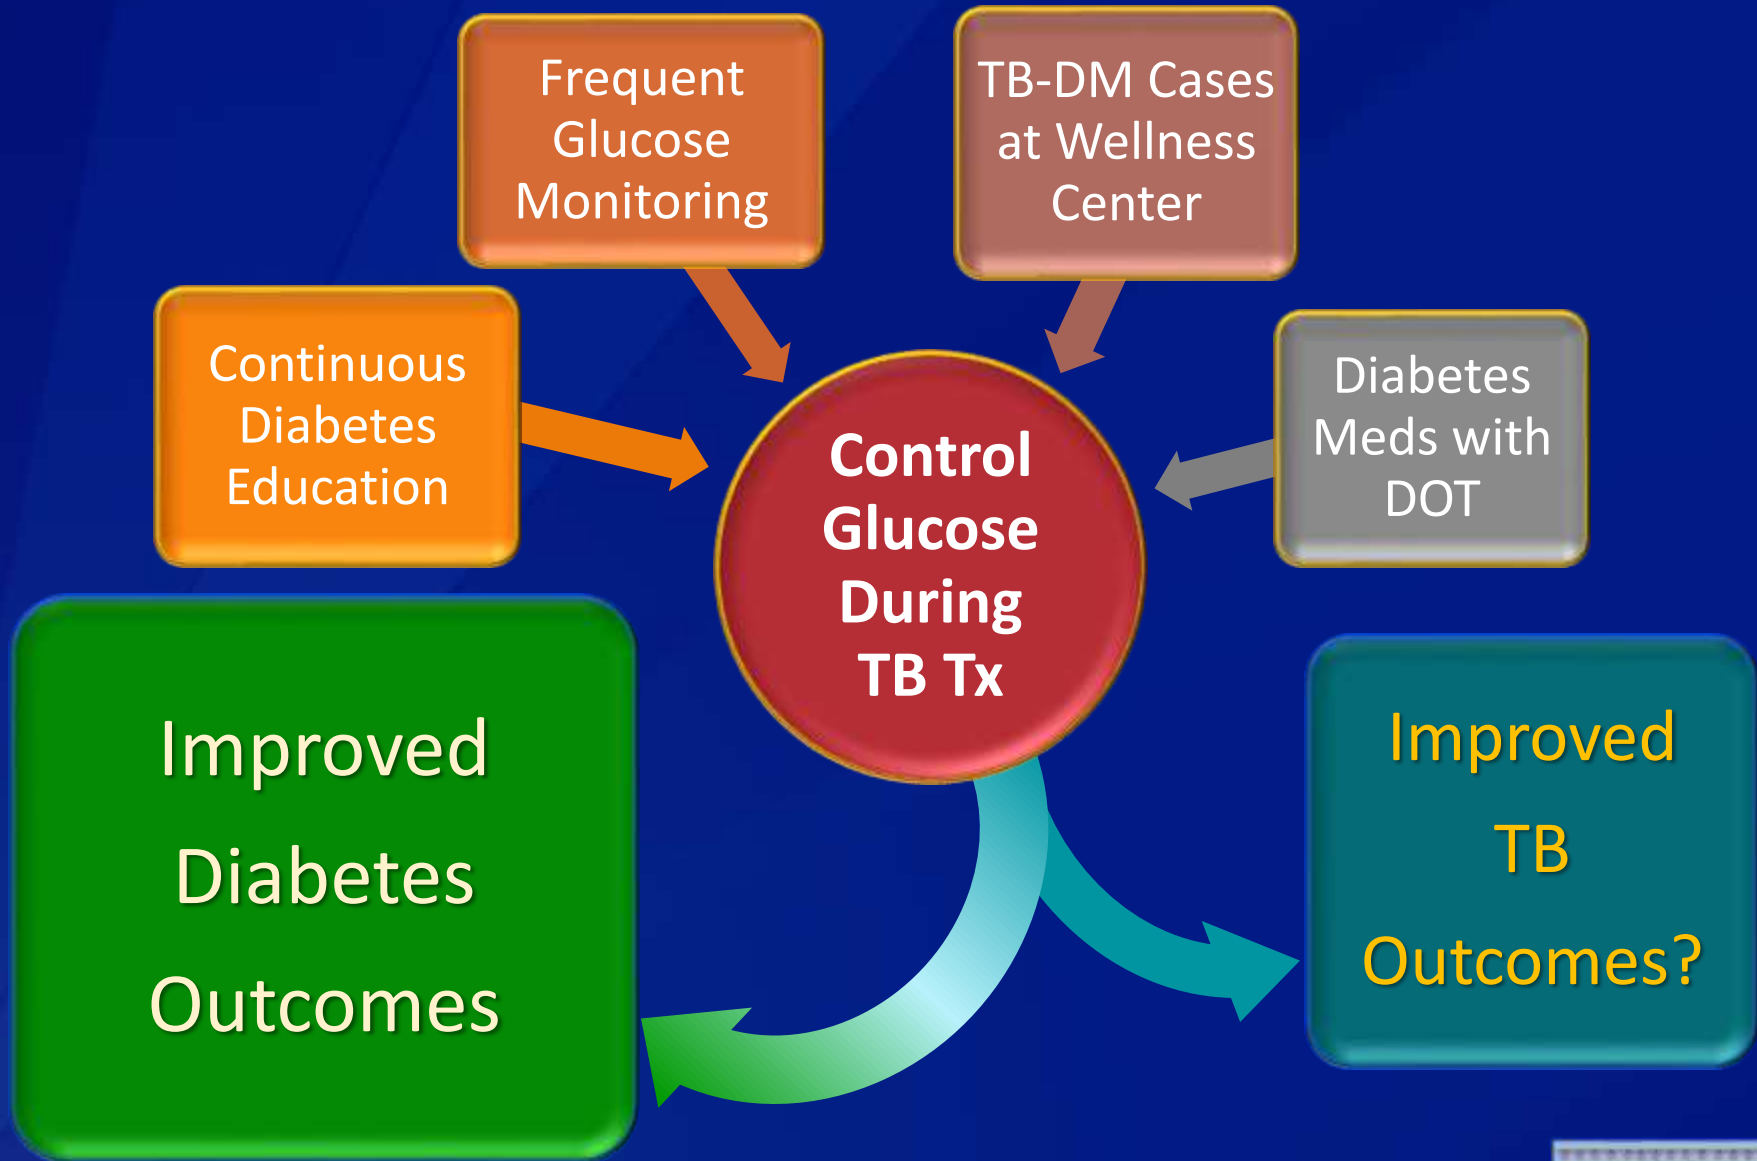 Frequent
Glucose
Monitoring
TB-DM Cases
at Wellness
Center
Continuous
Diabetes
Education
Diabetes
Meds with
DOT
Control
Glucose
During
TB Tx
Improved
Diabetes
Outcomes
Improved
TB
Outcomes?